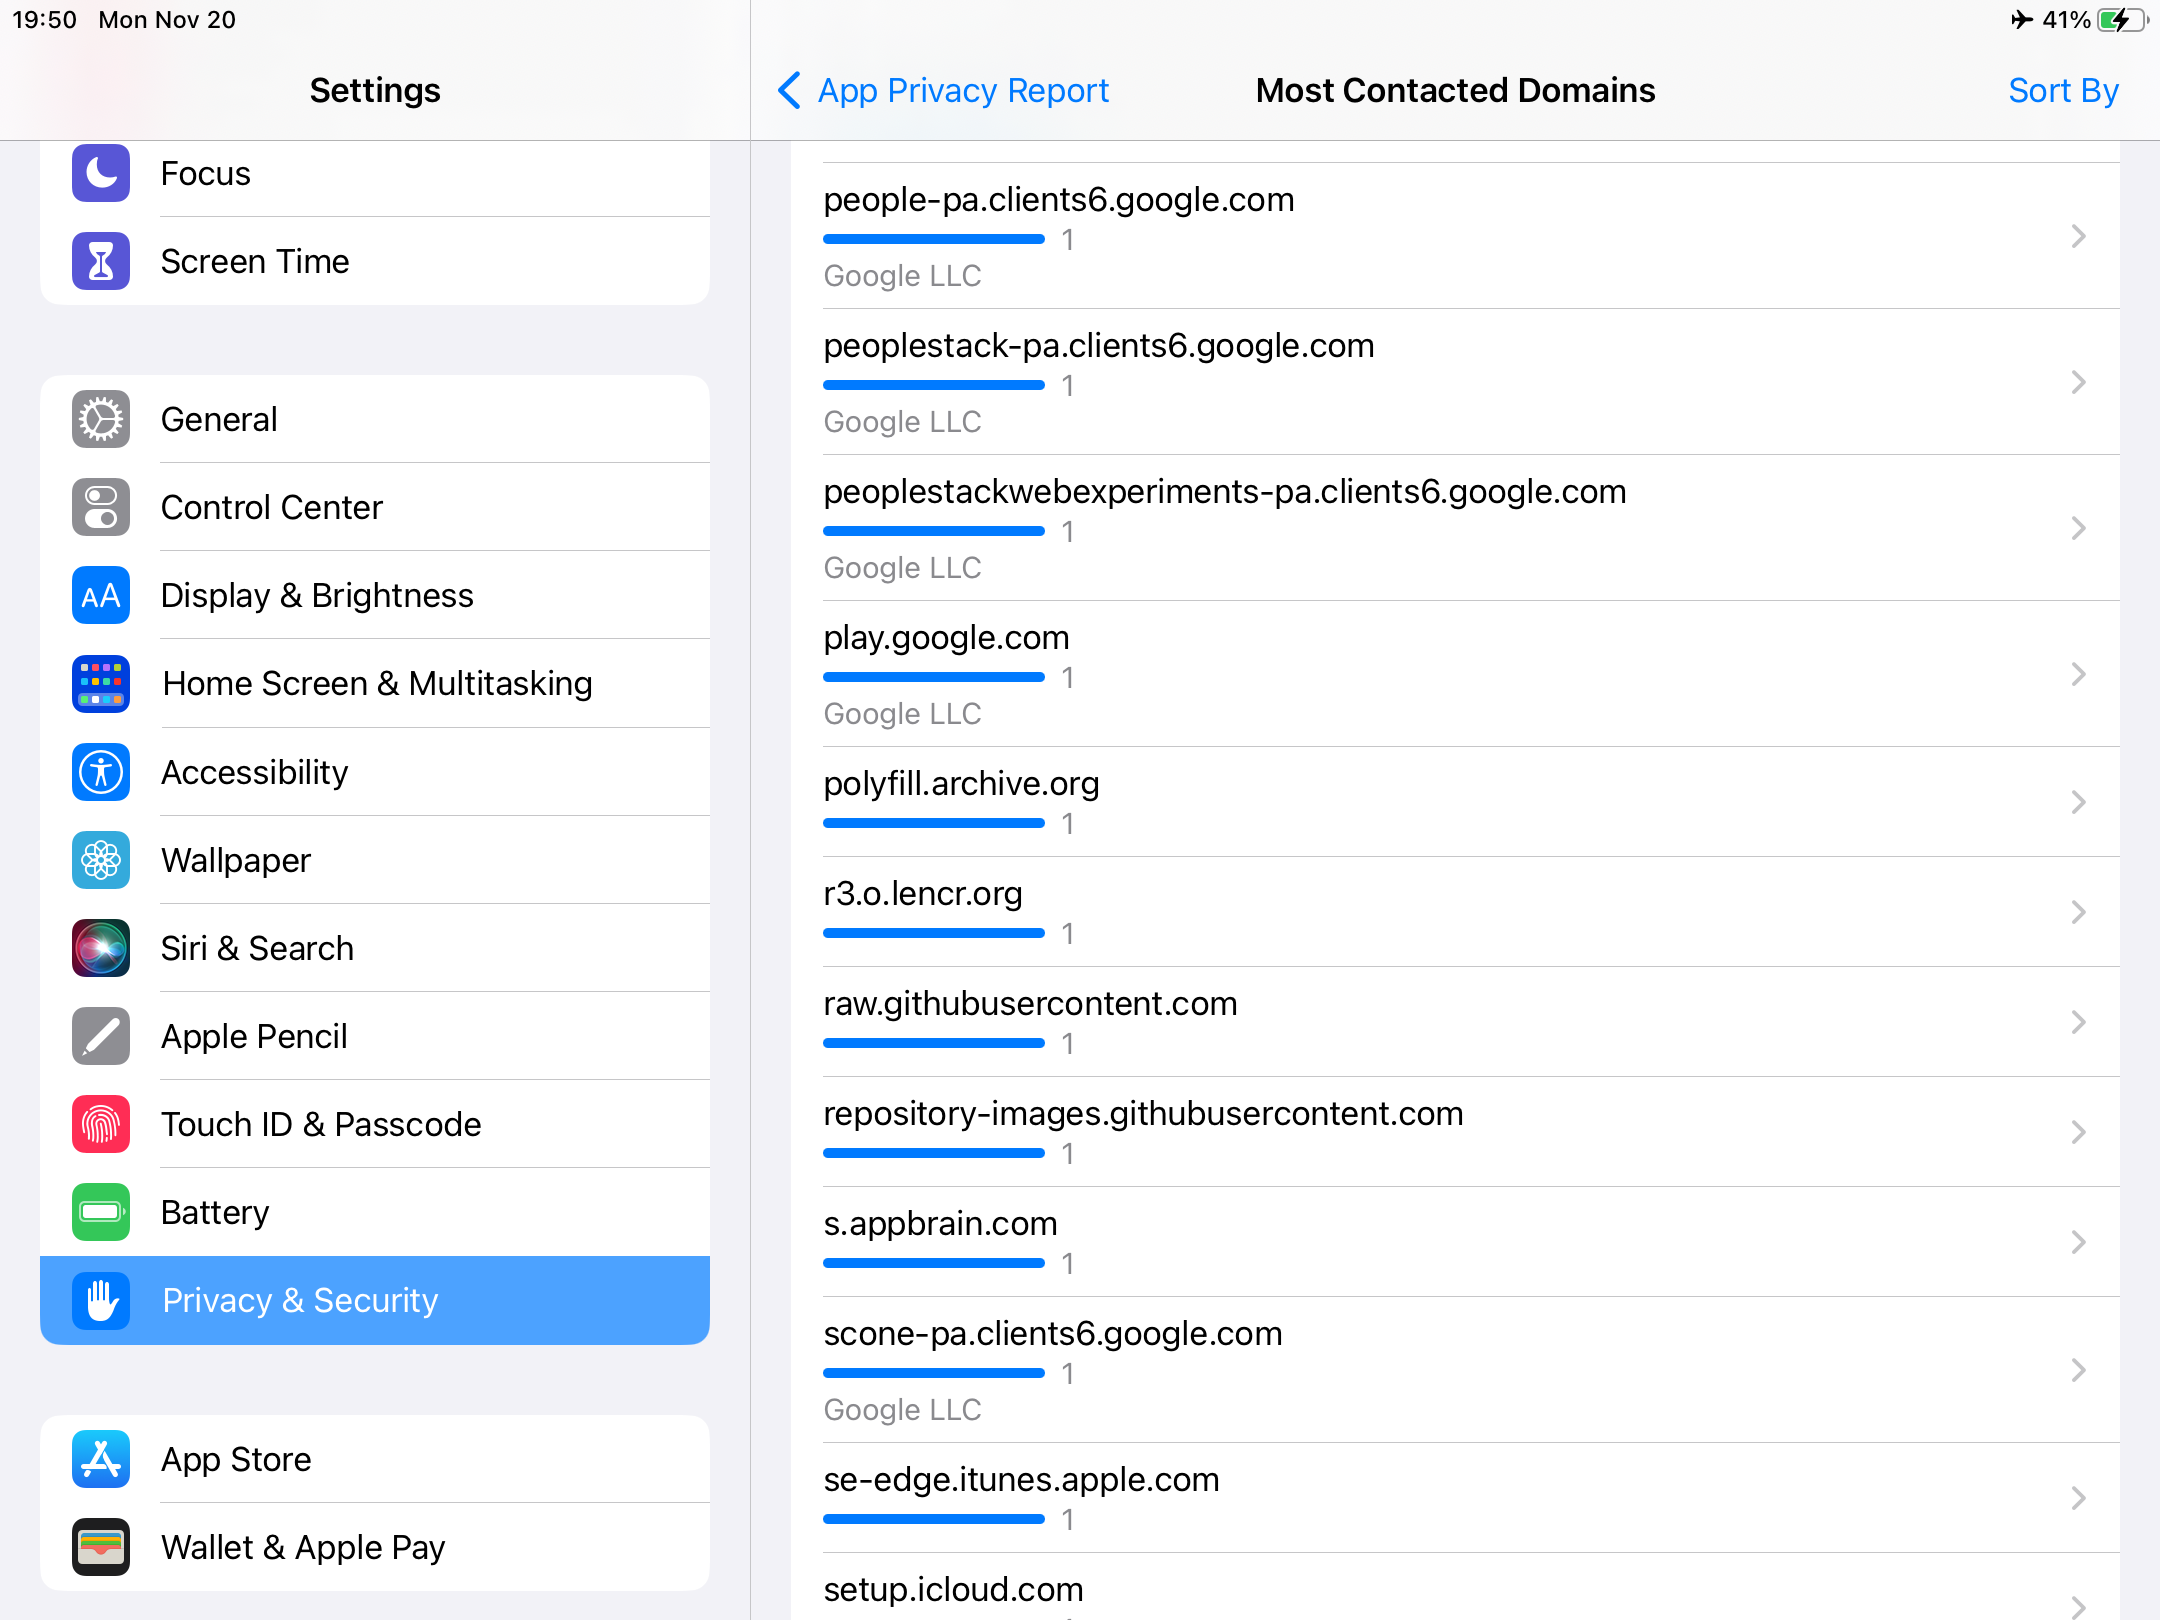 19:50 Mon Nov 20
41%
Settings
Focus
Screen Time
General
Control Center
AA Display & Brightness
Home Screen & Multitasking
Accessibility
Wallpaper
Siri & Search
Apple Pencil
Touch ID & Passcode
Battery
Privacy & Security
App Store
Wallet & Apple Pay
App Privacy Report
Most Contacted Domains
Sort By
people-pa.clients6.google.com
1
Google LLC
peoplestack-pa.clients6.google.com
1
Google LLC
peoplestackwebexperiments-pa.clients6.google.com
1
Google LLC
play.google.com
1
Google LLC
polyfill.archive.org
1
r3.o.lencr.org
1
raw.githubusercontent.com
1
repository-images.githubusercontent.com
1
s.appbrain.com
1
scone-pa.clients6.google.com
1
Google LLC
se-edge.itunes.apple.com
1
setup.icloud.com